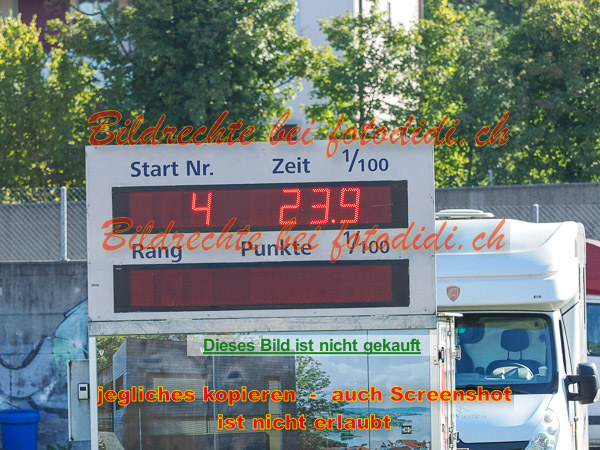 Bildrechte bei fotodidi.ch
Start Nr. Zeit 1/100
4 23.9
Bildrechte bei fotodidi.ch
Rang Punkte 1/100
Dieses Bild ist nicht gekauft
jegliches kopieren - auch Screenshot
ist nicht erlaubt